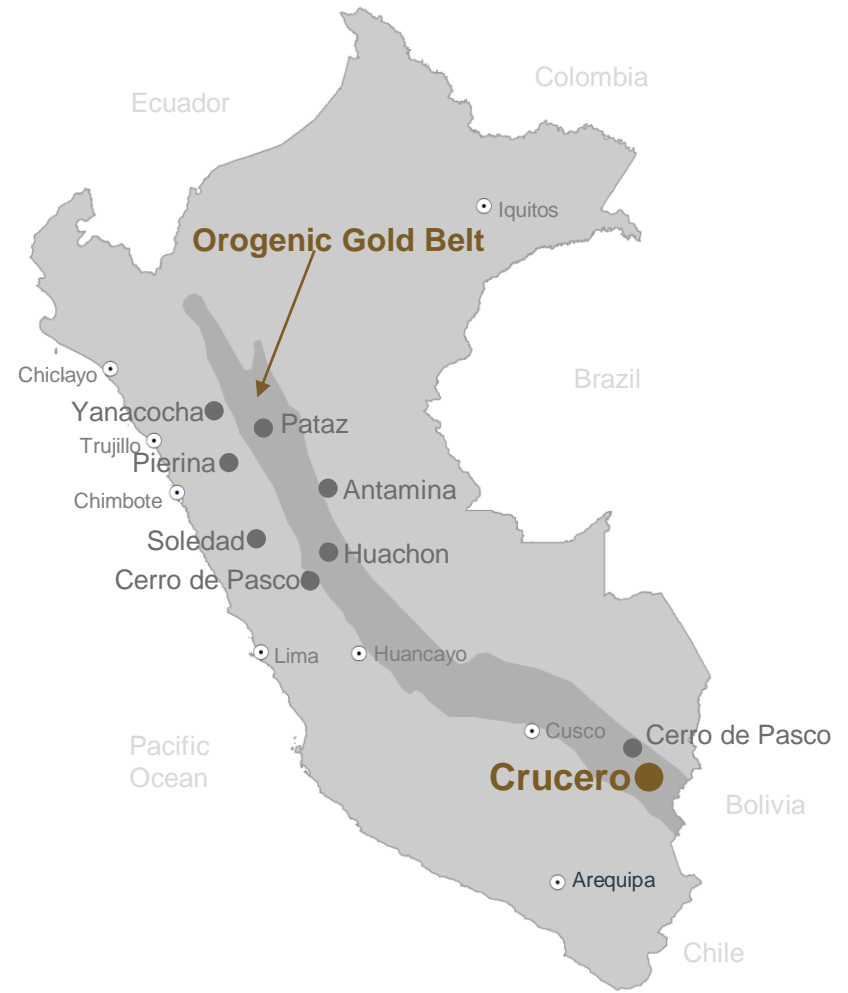 Colombia
Ecuador
Iquitos
Orogenic Gold Belt
Chiclayo
Brazil
Yanacocha
Pataz
Trujillo
Pierina
Antamina
Chimbote
Soledad
Huachon
Cerro de Pasco
Lima
Huancayo
Cusco
Cerro de Pasco
Pacific
Ocean
Crucero
Bolivia
Arequipa
Chile